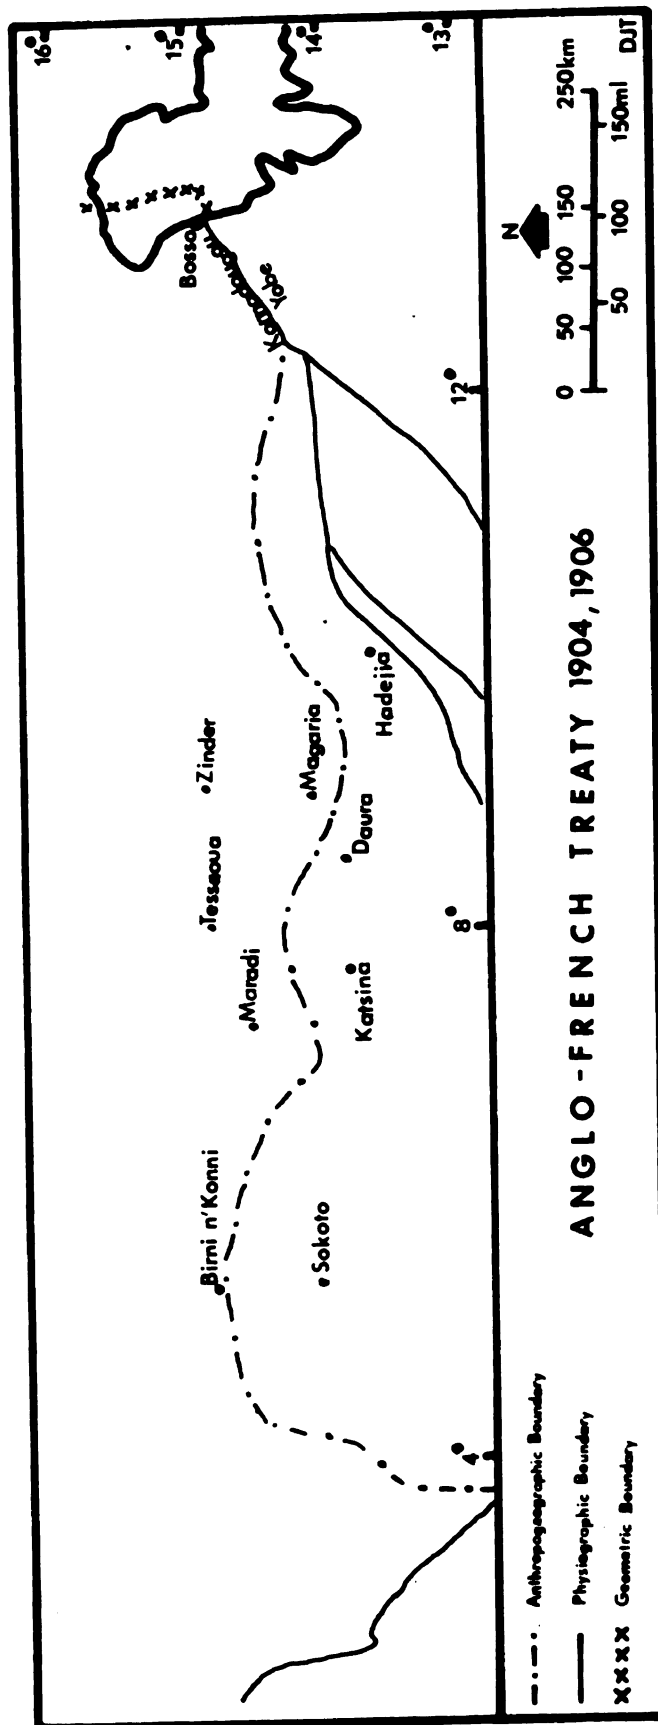 16°
15°
14°
13°
Bosso
Komodougou
Yobe
Zinder
Tessaoua
Magaria
Hadejia
Maradi
Daura
Birni n'Konni
Katsina
Sokoto
4°
8°
12°
N
0 50 100 150 250km
50 100 150ml
DJT
ANGLO-FRENCH TREATY 1904, 1906
Anthropogeographic Boundary
Physiographic Boundary
xxxx Geometric Boundary